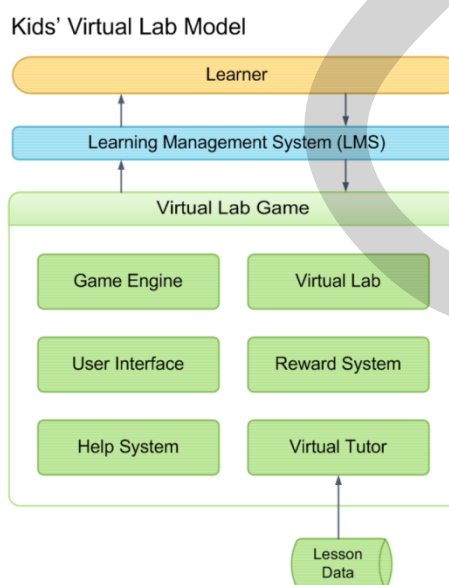 Kids' Virtual Lab Model
Learner
Learning Management System (LMS)
Virtual Lab Game
Game Engine
Virtual Lab
User Interface
Reward System
Help System
Virtual Tutor
Lesson
Data